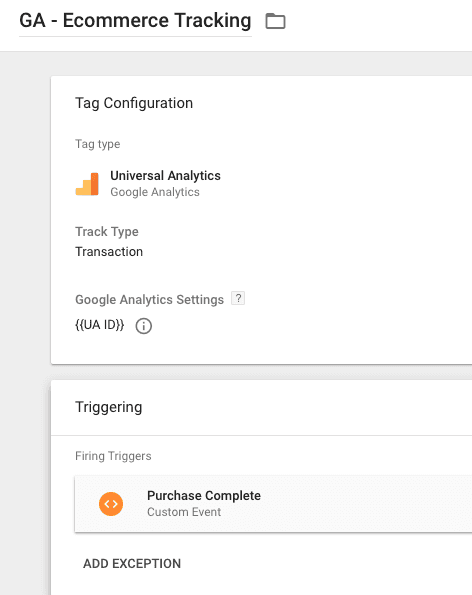 GA - Ecommerce Tracking
Tag Configuration
Tag type
Universal Analytics
Google Analytics
Track Type
Transaction
Google Analytics Settings ?
{{UA ID}}
Triggering
Firing Triggers
Purchase Complete
Custom Event
ADD EXCEPTION